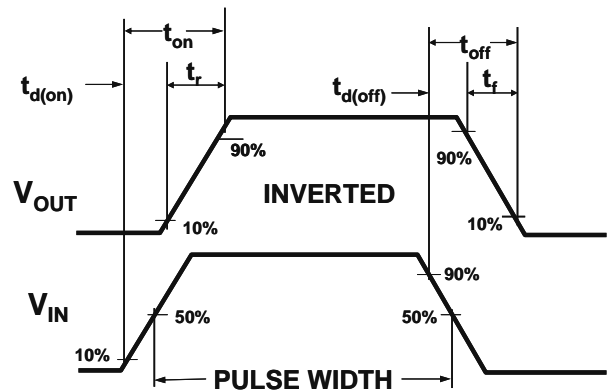 t_on
t_off
t_d(on)
t_r
t_d(off)
t_f
90%
90%
V_OUT
INVERTED
10%
10%
90%
V_IN
50%
50%
10%
PULSE WIDTH